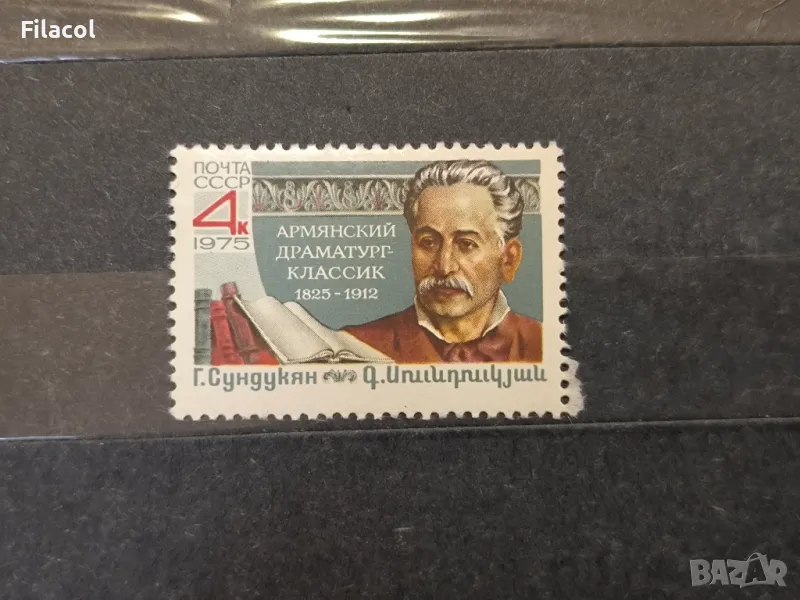 Filacol
ПОЧТА
СССР
4к
1975
АРМЯНСКИЙ
ДРАМАТУРГ-
КЛАССИК
1825-1912
Г. Сундукян Գ. Սունդուկյան
BAZAR